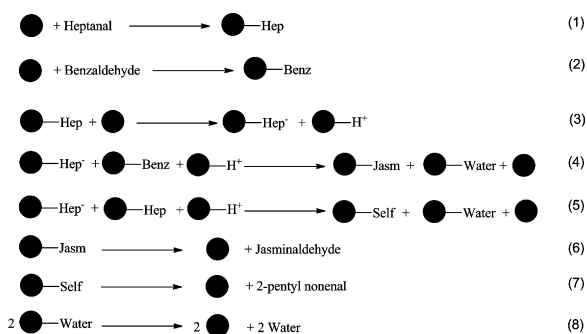 + Heptanal Hep (1)
+ Benzaldehyde Benz (2)
Hep + Hep⁻ + H⁺ (3)
Hep⁻ + Benz + H⁺ Jasm + Water + (4)
Hep⁻ + Hep + H⁺ Self + Water + (5)
Jasm + Jasminaldehyde (6)
Self + 2-pentyl nonenal (7)
2 Water 2 + 2 Water (8)